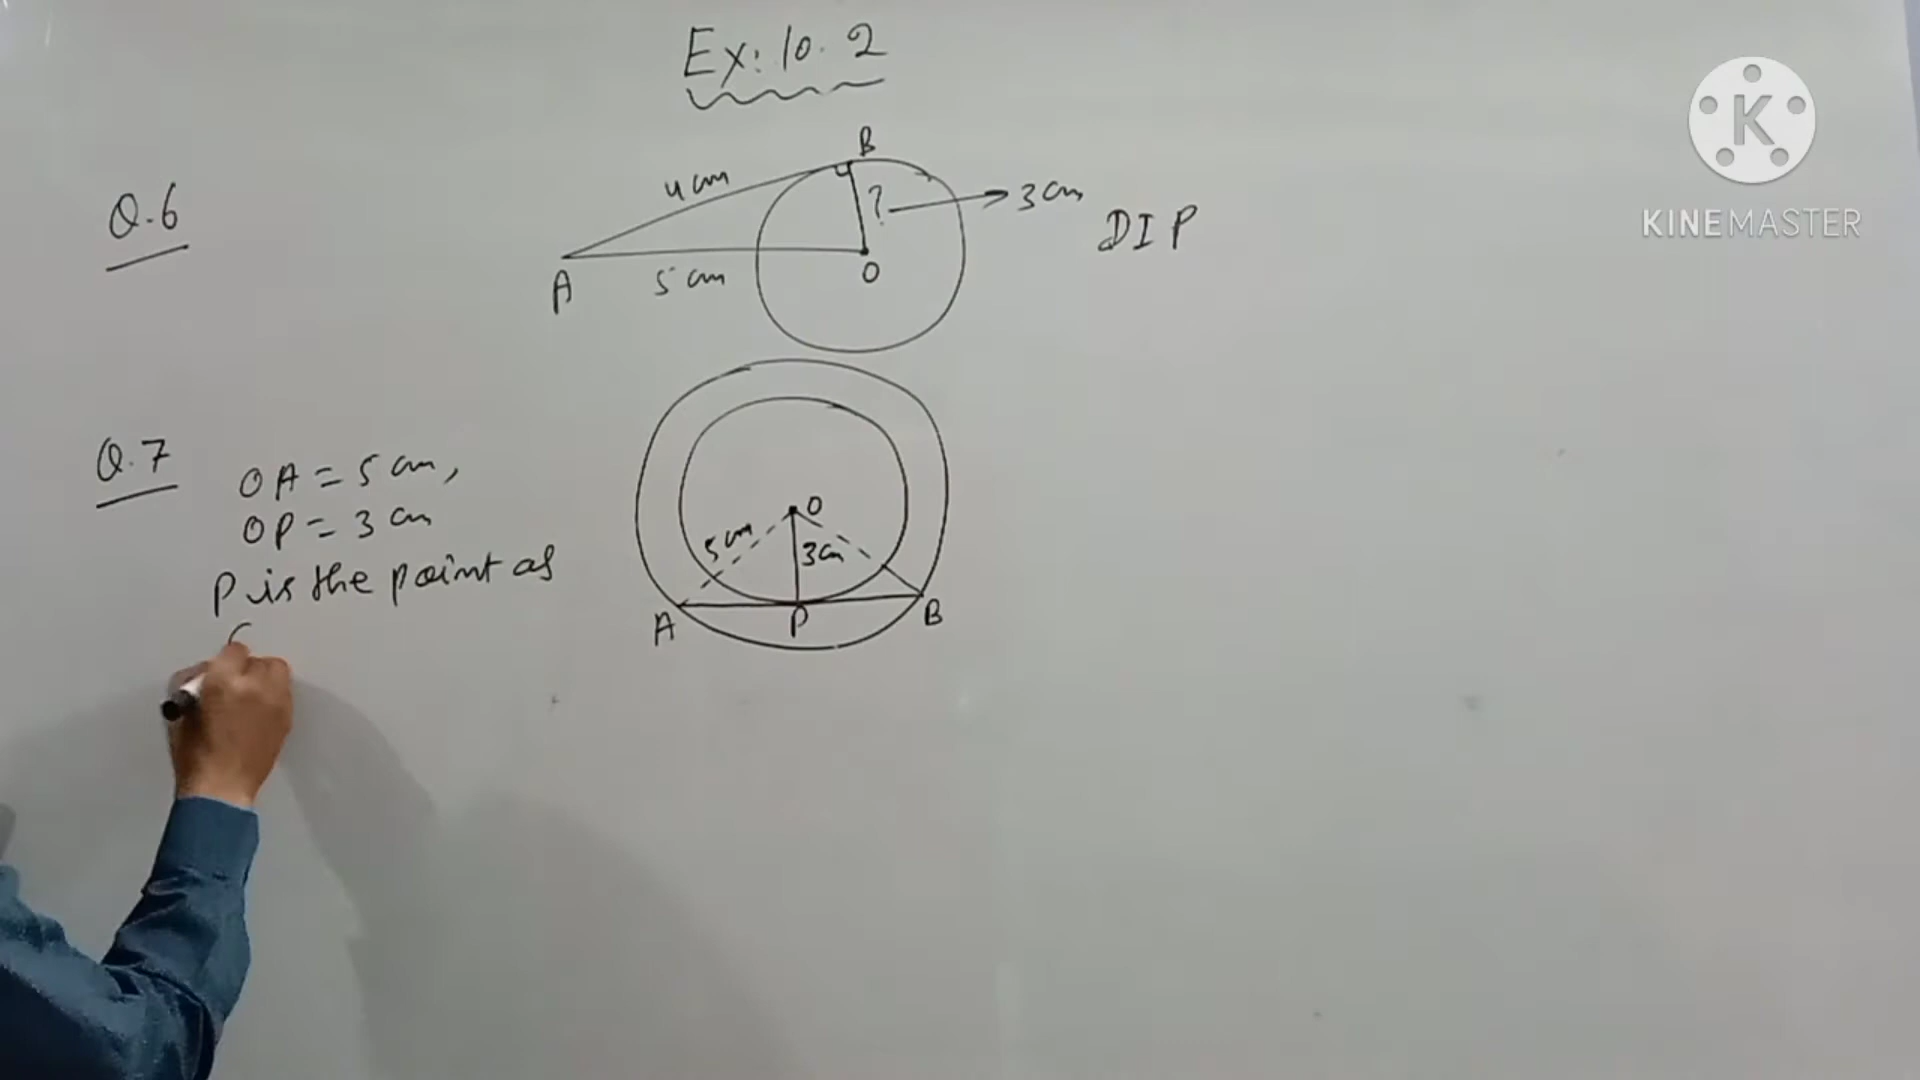 Ex: 10.2
K
KINEMASTER
Q.6
B
4 cm
?
3 cm
DIP
A
5 cm
O
Q.7
OA = 5 cm,
OP = 3 cm
P is the point as
O
5 cm
3 cm
A
P
B